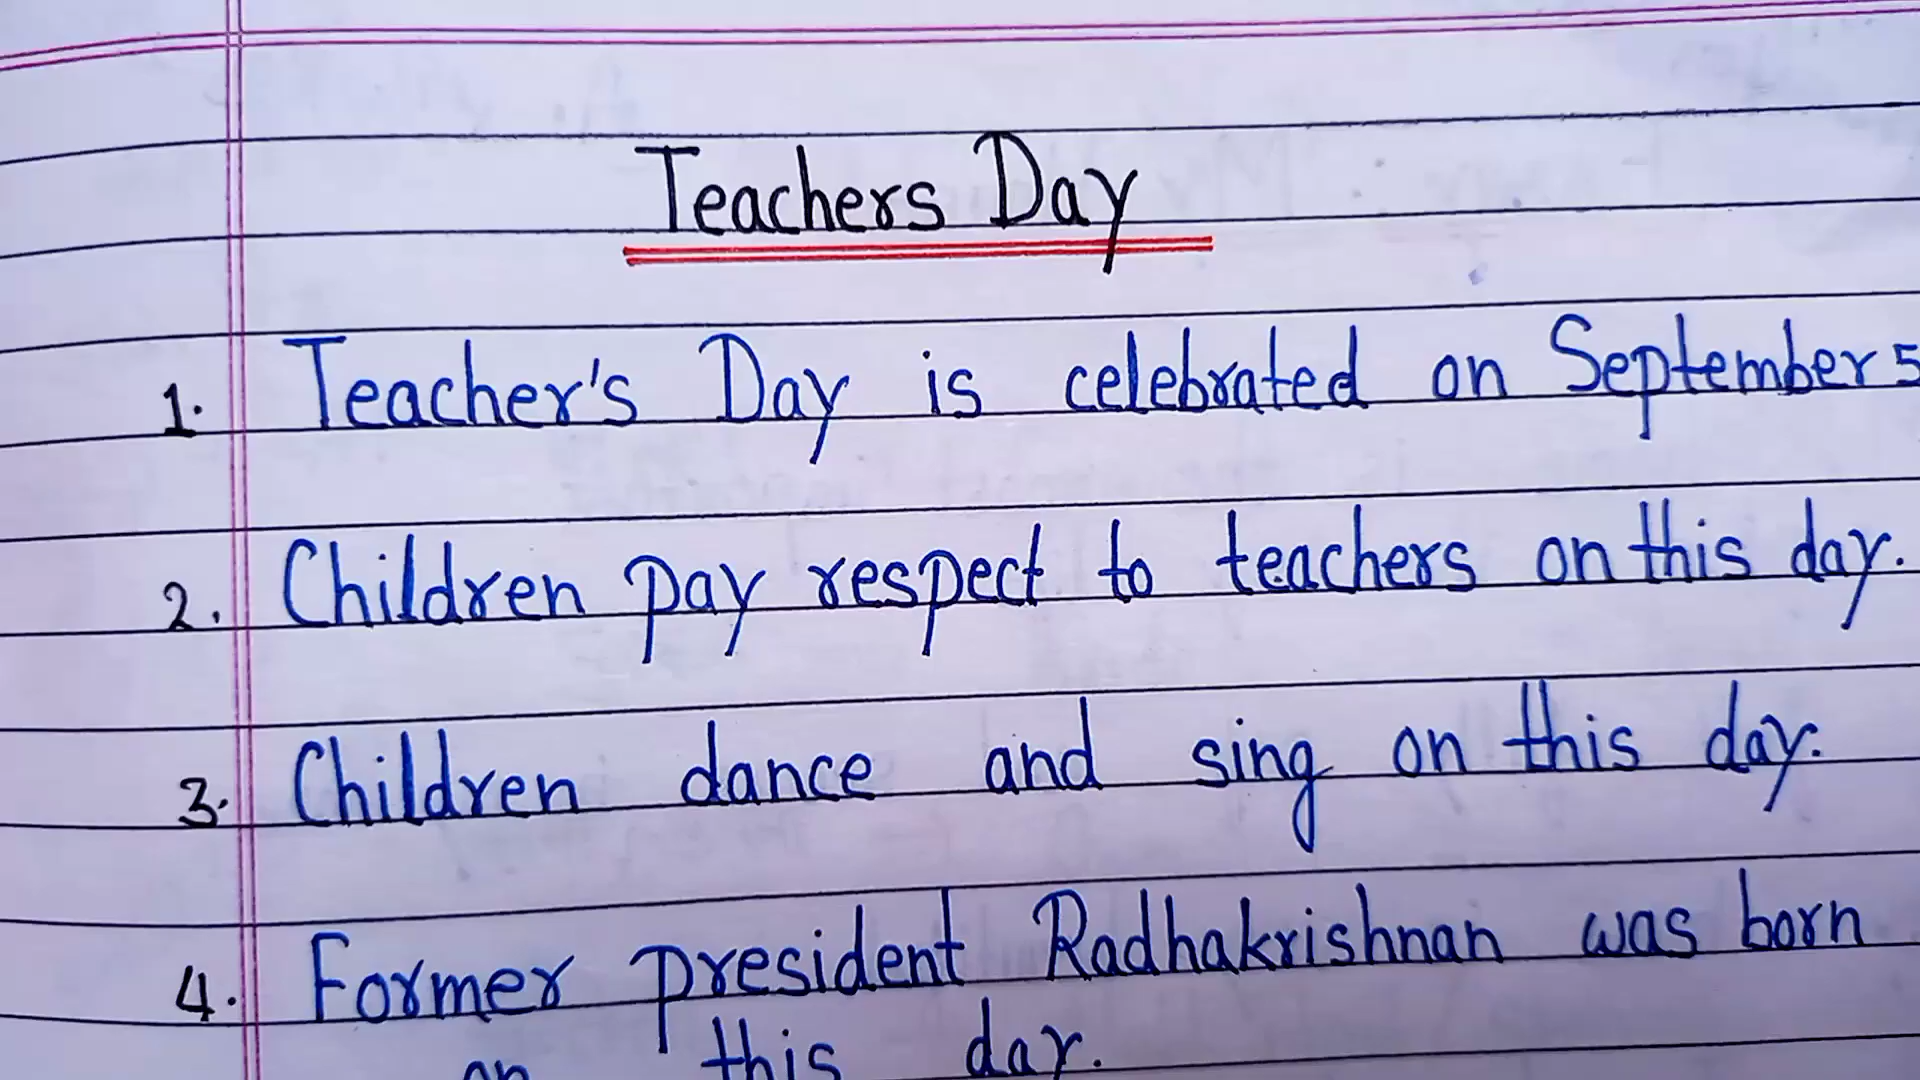 Teachers Day
1. Teacher's Day is celebrated on September 5
2. Children pay respect to teachers on this day.
3. Children dance and sing on this day.
4. Former president Radhakrishnan was born
on this day.